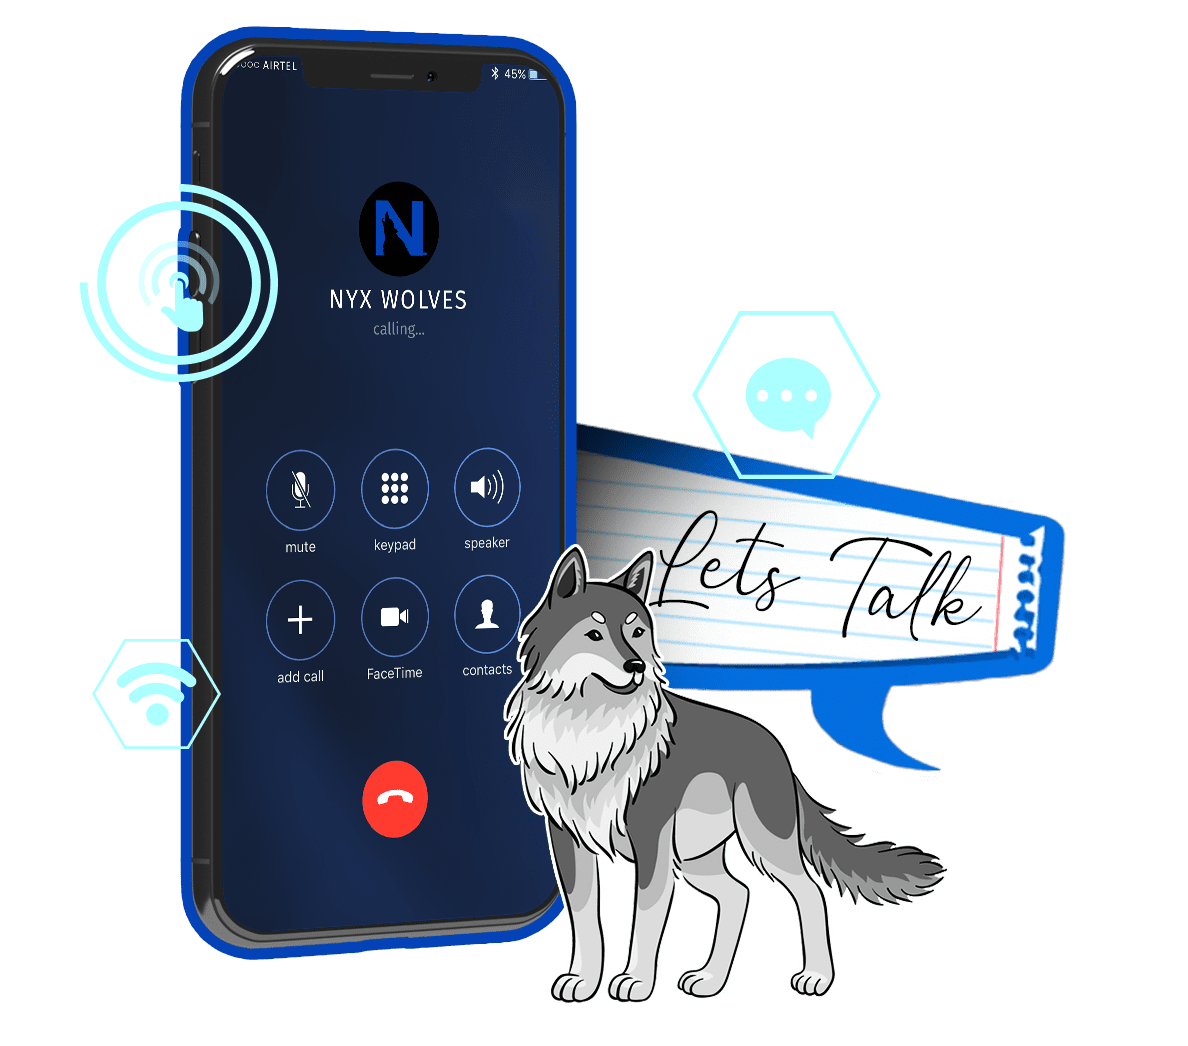 AIRTEL
45%
N
NYX WOLVES
calling...
mute
keypad
speaker
add call
FaceTime
contacts
Lets Talk